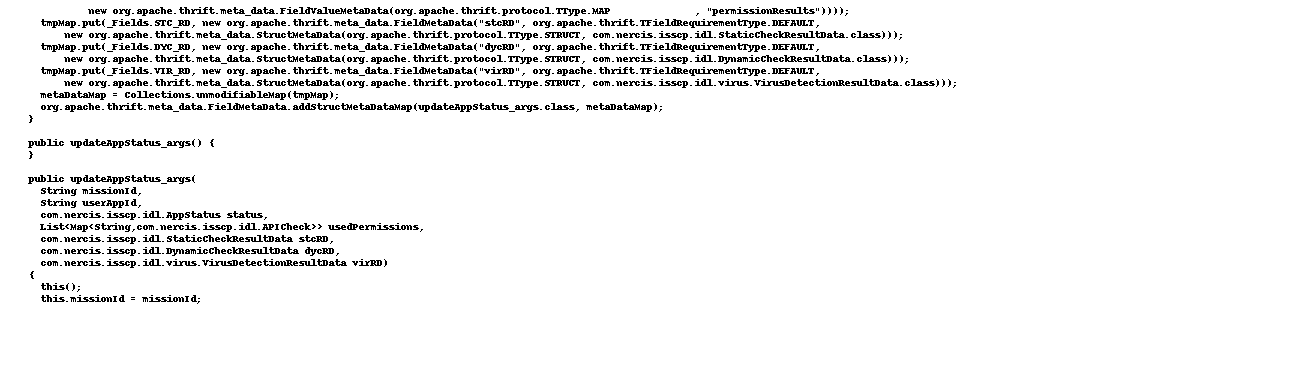 new org.apache.thrift.meta_data.FieldValueMetaData(org.apache.thrift.protocol.TType.MAP            , "permissionResults"))));
tmpMap.put(_Fields.STC_RD, new org.apache.thrift.meta_data.FieldMetaData("stcRD", org.apache.thrift.TFieldRequirementType.DEFAULT,
new org.apache.thrift.meta_data.StructMetaData(org.apache.thrift.protocol.TType.STRUCT, com.nercis.isscp.idl.StaticCheckResultData.class)));
tmpMap.put(_Fields.DYC_RD, new org.apache.thrift.meta_data.FieldMetaData("dycRD", org.apache.thrift.TFieldRequirementType.DEFAULT,
new org.apache.thrift.meta_data.StructMetaData(org.apache.thrift.protocol.TType.STRUCT, com.nercis.isscp.idl.DynamicCheckResultData.class)));
tmpMap.put(_Fields.VIR_RD, new org.apache.thrift.meta_data.FieldMetaData("virRD", org.apache.thrift.TFieldRequirementType.DEFAULT,
new org.apache.thrift.meta_data.StructMetaData(org.apache.thrift.protocol.TType.STRUCT, com.nercis.isscp.idl.virus.VirusDetectionResultData.class)));
metaDataMap = Collections.unmodifiableMap(tmpMap);
org.apache.thrift.meta_data.FieldMetaData.addStructMetaDataMap(updateAppStatus_args.class, metaDataMap);
}
public updateAppStatus_args() {
}
public updateAppStatus_args(
String missionId,
String userAppId,
com.nercis.isscp.idl.AppStatus status,
List<Map<String,com.nercis.isscp.idl.APICheck>> usedPermissions,
com.nercis.isscp.idl.StaticCheckResultData stcRD,
com.nercis.isscp.idl.DynamicCheckResultData dycRD,
com.nercis.isscp.idl.virus.VirusDetectionResultData virRD)
{
this();
this.missionId = missionId;